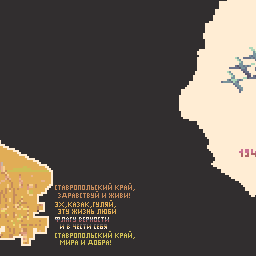 194
СТАВРОПОЛЬСКИЙ КРАЙ,
ЗДРАВСТВУЙ И ЖИВИ!
ЭХ,КАЗАК,ГУЛЯЙ,
ЭТУ ЖИЗНЬ ЛЮБИ
ФЛАГУ ВЕРНОСТИ
И В ЧЕСТИ СЕБЯ
СТАВРОПОЛЬСКИЙ КРАЙ,
МИРА И ДОБРА!